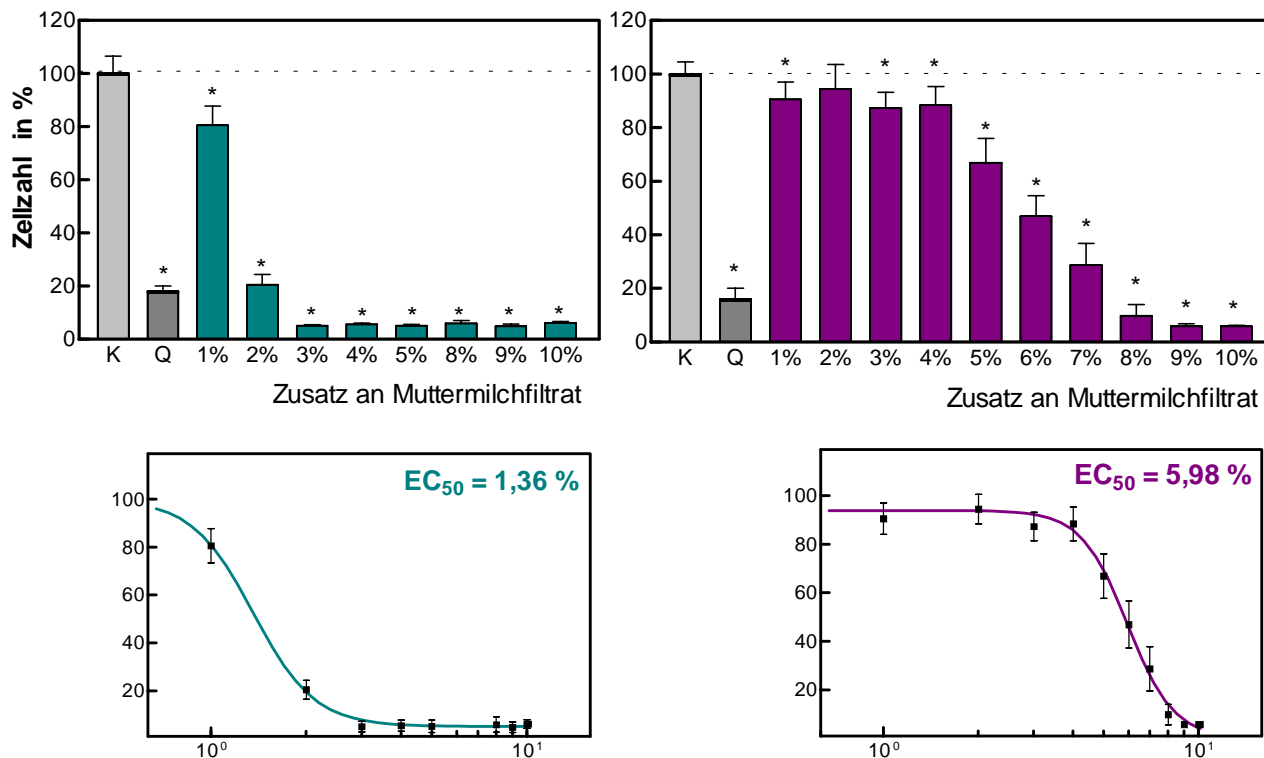 Zellzahl in %
120
100
80
60
40
20
0
* * * * * * * * *
K Q 1% 2% 3% 4% 5% 8% 9% 10%
Zusatz an Muttermilchfiltrat
120
100
80
60
40
20
0
* * * * * * * * * *
K Q 1% 2% 3% 4% 5% 6% 7% 8% 9% 10%
Zusatz an Muttermilchfiltrat
EC₅₀ = 1,36 %
100
80
60
40
20
10⁰ 10¹
EC₅₀ = 5,98 %
100
80
60
40
20
10⁰ 10¹